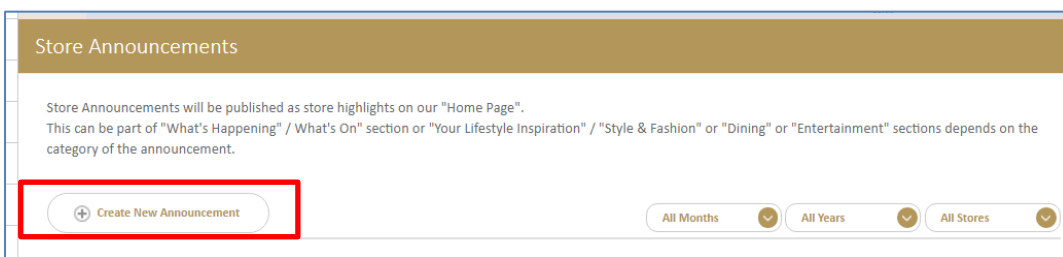 Store Announcements
Store Announcements will be published as store highlights on our "Home Page".
This can be part of "What's Happening" / What's On" section or "Your Lifestyle Inspiration" / "Style & Fashion" or "Dining" or "Entertainment" sections depends on the
category of the announcement.
Create New Announcement
All Months
All Years
All Stores